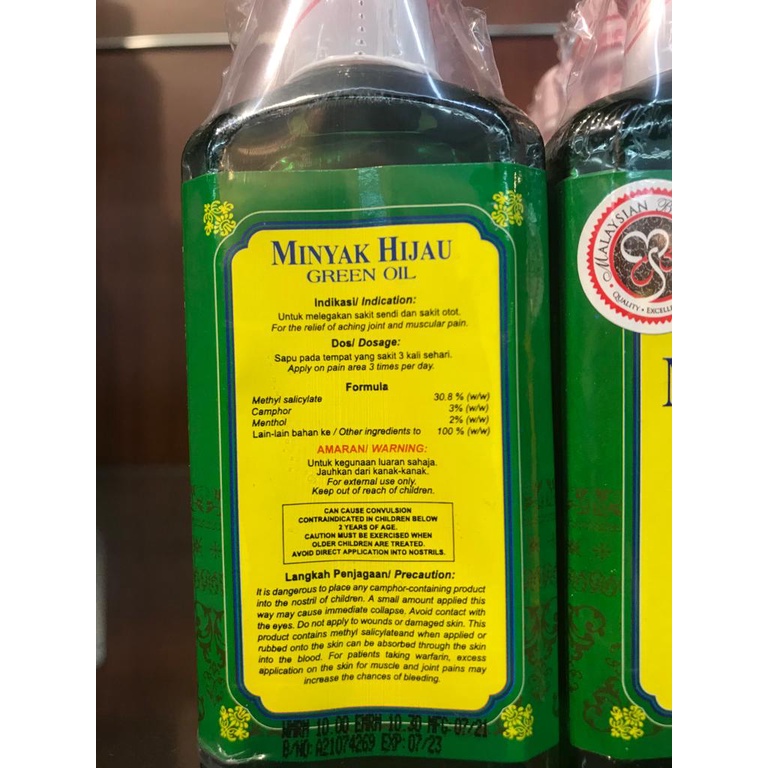 MINYAK HIJAU
GREEN OIL
Indikasi/ Indication:
Untuk melegakan sakit sendi dan sakit otot.
For the relief of aching joint and muscular pain.
Dos/ Dosage:
Sapu pada tempat yang sakit 3 kali sehari.
Apply on pain area 3 times per day.
Formula
Methyl salicylate 30.8 % (w/w)
Camphor 3% (w/w)
Menthol 2% (w/w)
Lain-lain bahan ke / Other ingredients to 100 % (w/w)
AMARAN/ WARNING:
Untuk kegunaan luaran sahaja.
Jauhkan dari kanak-kanak.
For external use only.
Keep out of reach of children.
CAN CAUSE CONVULSION
CONTRAINDICATED IN CHILDREN BELOW
2 YEARS OF AGE.
CAUTION MUST BE EXERCISED WHEN
OLDER CHILDREN ARE TREATED.
AVOID DIRECT APPLICATION INTO NOSTRILS.
Langkah Penjagaan/ Precaution:
It is dangerous to place any camphor-containing product
into the nostril of children. A small amount applied this
way may cause immediate collapse. Avoid contact with
the eyes. Do not apply to wounds or damaged skin. This
product contains methyl salicylateand when applied or
rubbed onto the skin can be absorbed through the skin
into the blood. For patients taking warfarin, excess
application on the skin for muscle and joint pains may
increase the chances of bleeding.
10:00 10:30 MFG 07/21
B/NO: A21074269 EXP: 07/23
MALAYSIAN
QUALITY • EXCELL